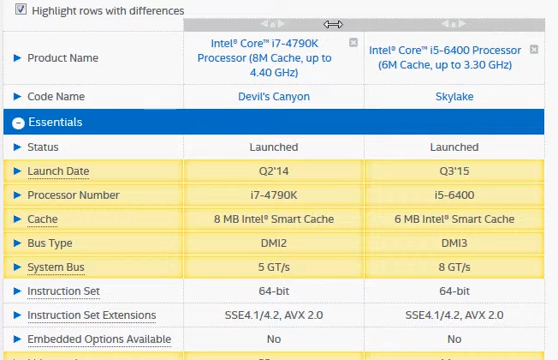 Highlight rows with differences
Product Name
Intel® Core™ i7-4790K
Processor (8M Cache, up to
4.40 GHz)
Intel® Core™ i5-6400 Processor
(6M Cache, up to 3.30 GHz)
Code Name Devil's Canyon Skylake
Essentials
Status Launched Launched
Launch Date Q2'14 Q3'15
Processor Number i7-4790K i5-6400
Cache 8 MB Intel® Smart Cache 6 MB Intel® Smart Cache
Bus Type DMI2 DMI3
System Bus 5 GT/s 8 GT/s
Instruction Set 64-bit 64-bit
Instruction Set Extensions SSE4.1/4.2, AVX 2.0 SSE4.1/4.2, AVX 2.0
Embedded Options Available No No